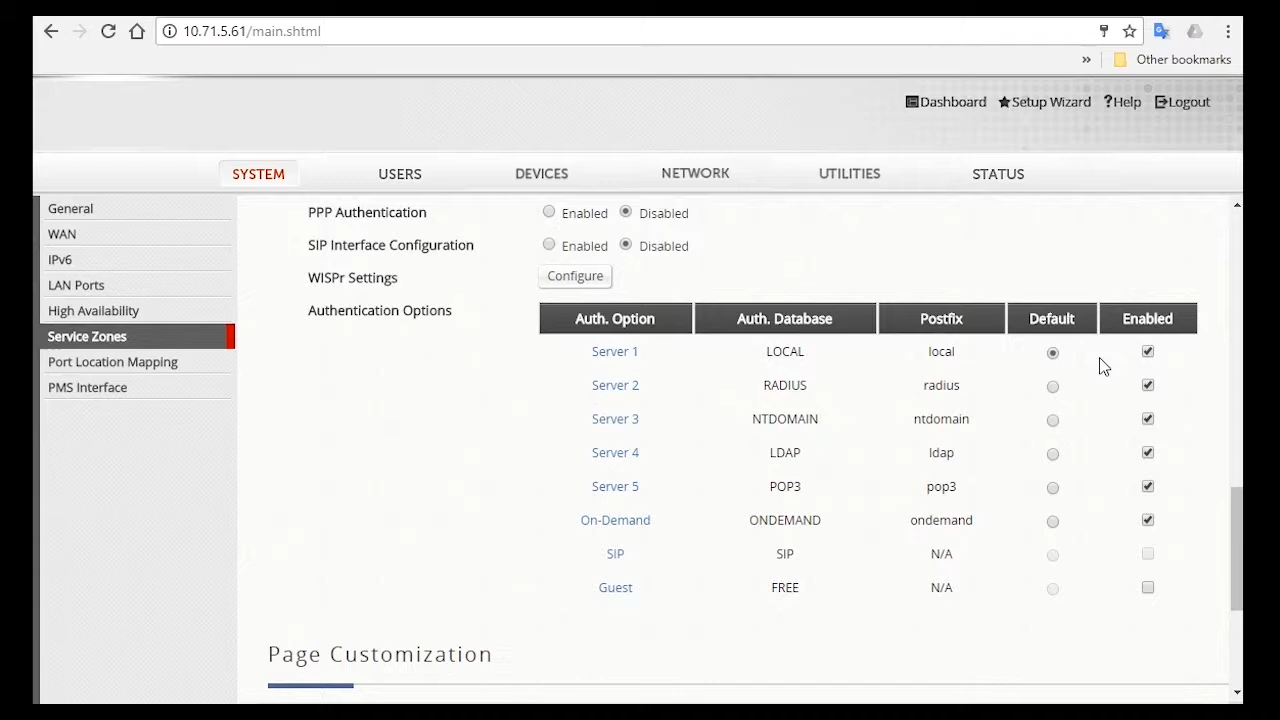 10.71.5.61/main.shtml
» Other bookmarks
Dashboard Setup Wizard ?Help Logout
SYSTEM USERS DEVICES NETWORK UTILITIES STATUS
General
WAN
IPv6
LAN Ports
High Availability
Service Zones
Port Location Mapping
PMS Interface
PPP Authentication Enabled Disabled
SIP Interface Configuration Enabled Disabled
WISPr Settings Configure
Authentication Options
Auth. Option Auth. Database Postfix Default Enabled
Server 1 LOCAL local
Server 2 RADIUS radius
Server 3 NTDOMAIN ntdomain
Server 4 LDAP ldap
Server 5 POP3 pop3
On-Demand ONDEMAND ondemand
SIP SIP N/A
Guest FREE N/A
Page Customization